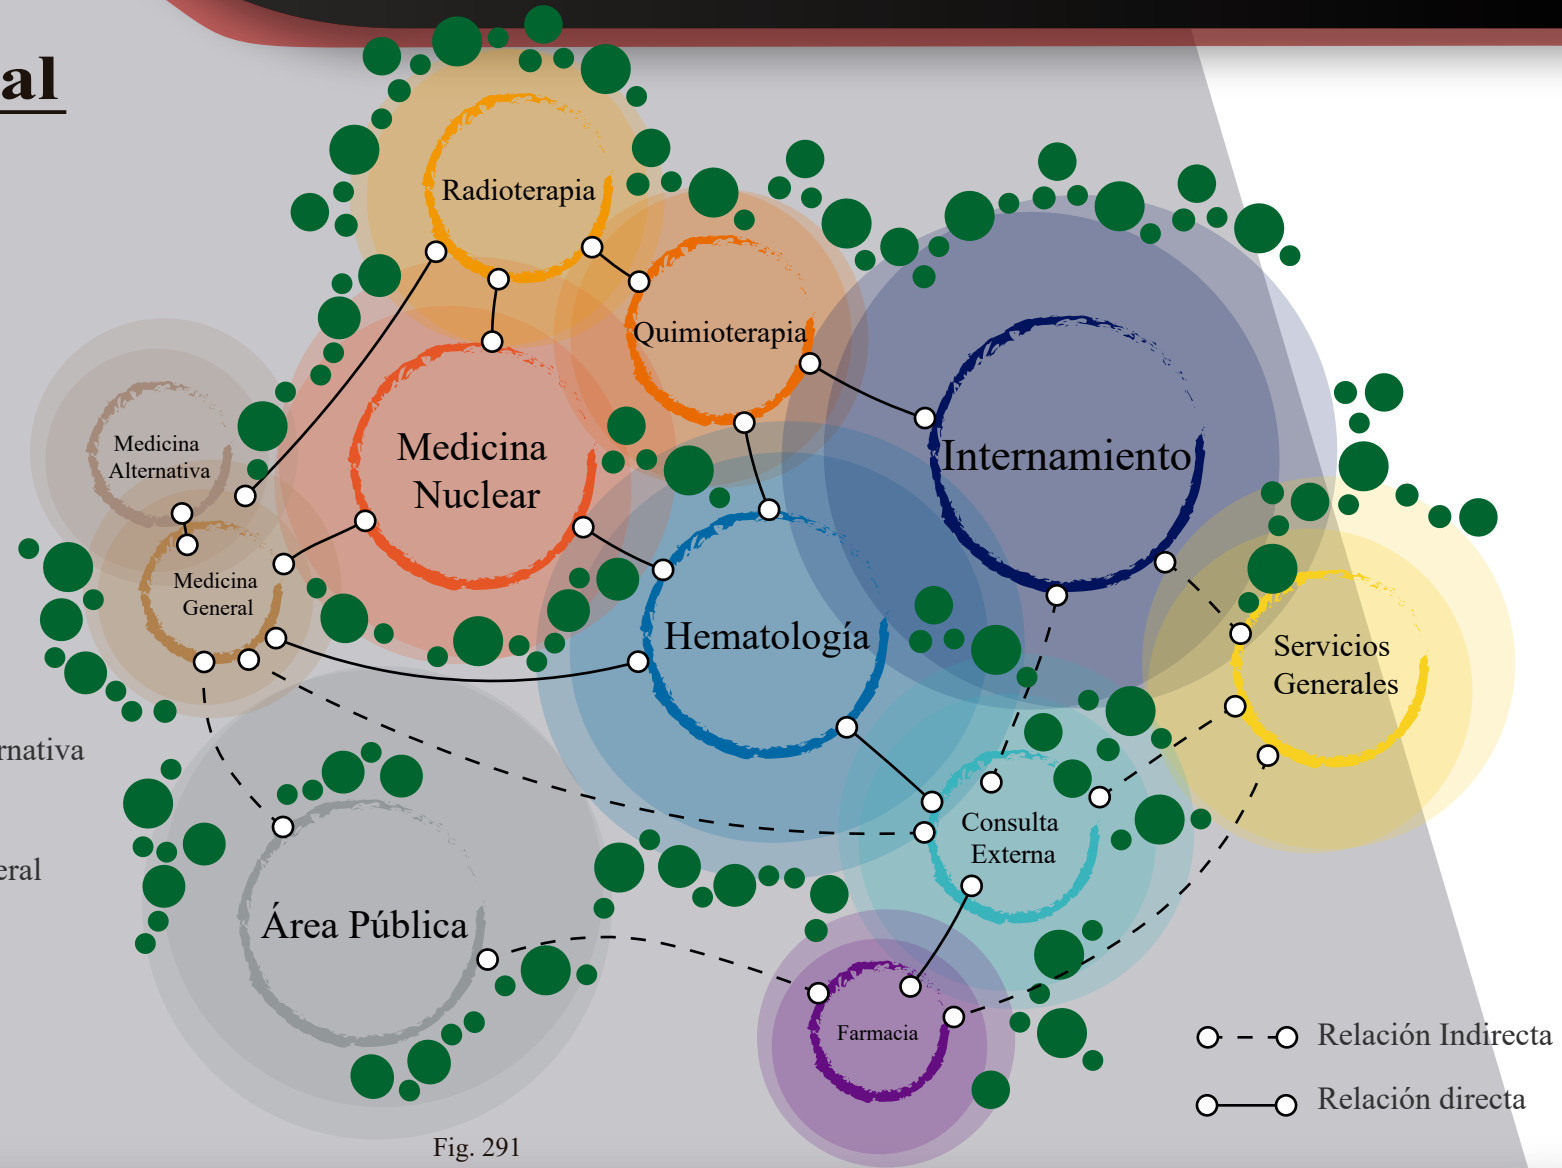 al
Radioterapia
Quimioterapia
Medicina
Alternativa
Medicina
Nuclear
Internamiento
Medicina
General
Hematología
Servicios
Generales
rnativa
Consulta
Externa
eral
Área Pública
Farmacia
Relación Indirecta
Relación directa
Fig. 291